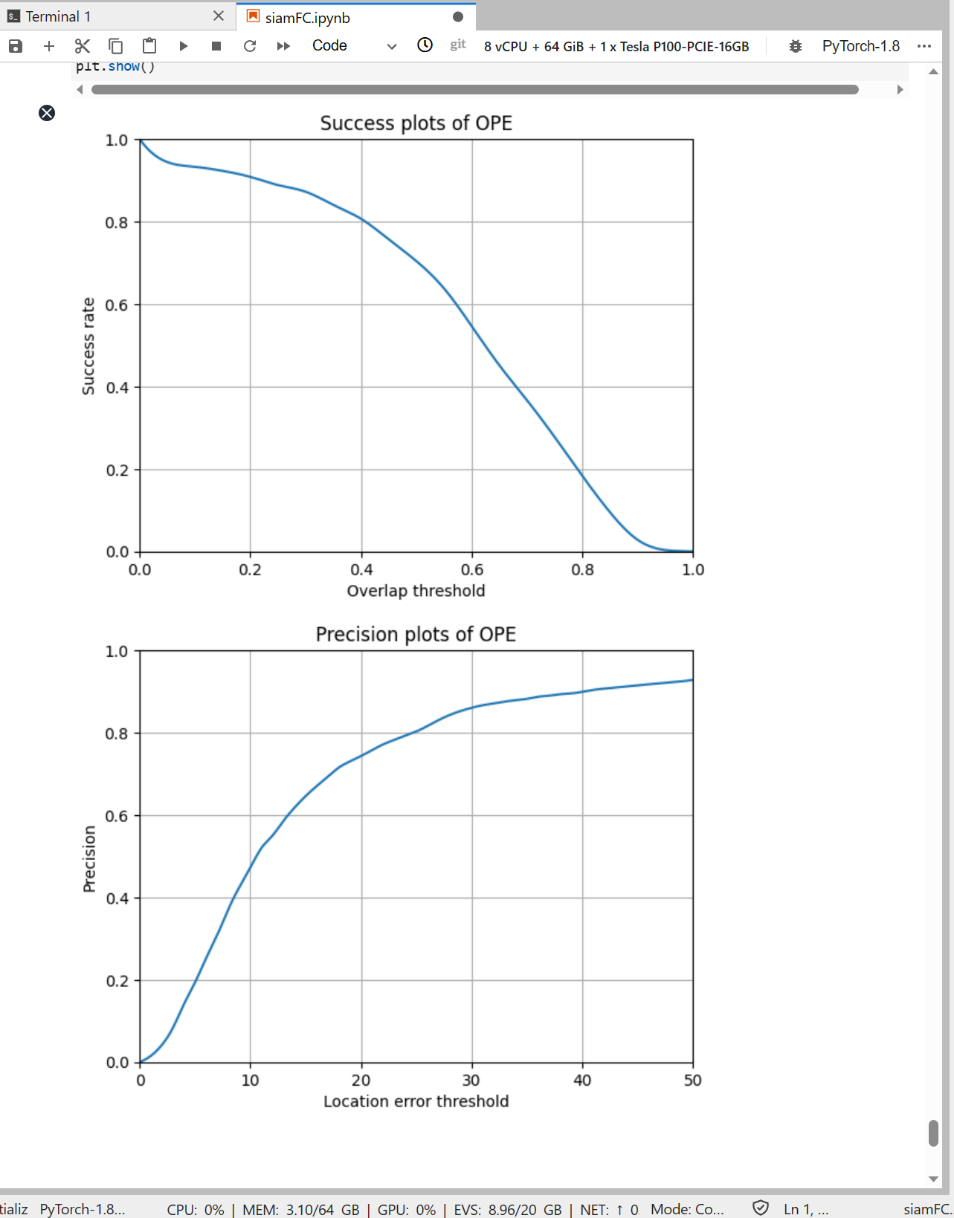 Terminal 1
siamFC.ipynb
Code
git
8 vCPU + 64 GiB + 1 x Tesla P100-PCIE-16GB
PyTorch-1.8
plt.show()
Success plots of OPE
1.0
0.8
0.6
0.4
0.2
0.0
Success rate
0.0 0.2 0.4 0.6 0.8 1.0
Overlap threshold
Precision plots of OPE
1.0
0.8
0.6
0.4
0.2
0.0
Precision
0 10 20 30 40 50
Location error threshold
tializ PyTorch-1.8... CPU: 0% | MEM: 3.10/64 GB | GPU: 0% | EVS: 8.96/20 GB | NET: ↑ 0 Mode: Co... Ln 1, ... siamFC.